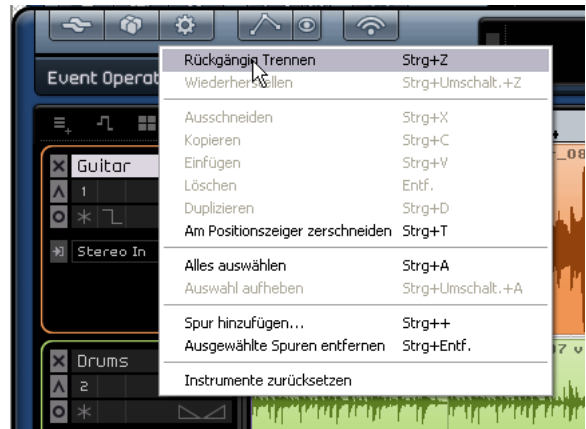 Event Operat
Rückgängig Trennen Strg+Z
Wiederherstellen Strg+Umschalt.+Z
Ausschneiden Strg+X
Kopieren Strg+C
Einfügen Strg+V
Löschen Entf.
Duplizieren Strg+D
Am Positionszeiger zerschneiden Strg+T
Alles auswählen Strg+A
Auswahl aufheben Strg+Umschalt.+A
Spur hinzufügen... Strg++
Ausgewählte Spuren entfernen Strg+Entf.
Instrumente zurücksetzen
Guitar
1
Stereo In
Drums
2
_08
7 v